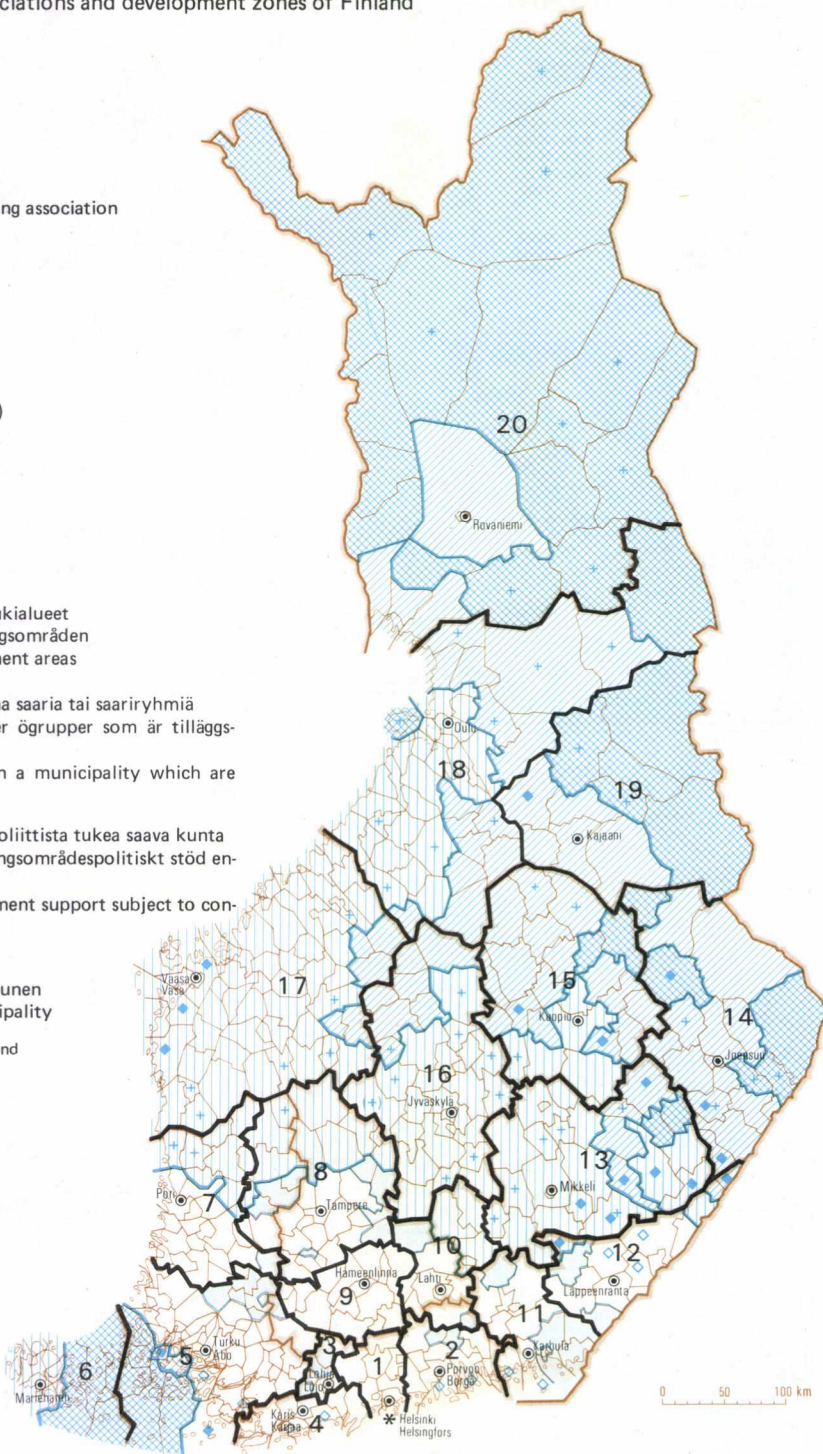 ciations and development zones of Finland
ng association
)
kialueet
gsområden
ent areas
a saaria tai saariryhmiä
er ögrupper som är tilläggs-
n a municipality which are
oliittista tukea saava kunta
ngsområdespolitiskt stöd en-
ment support subject to con-
unen
ipality
nd
20
Rovaniemi
Oulu
18
19
Kajaani
Vaasa
Vasa
17
15
Kuopio
14
Joensuu
16
Jyväskylä
13
Mikkeli
Pori
7
8
Tampere
10
12
Lappeenranta
Hämeenlinna
9
Lahti
11
Karhula
6
Mariehamn
5
Turku
Åbo
3
Lohja
Lojo
1
2
Porvoo
Borgå
Karis
Karjaa
4
* Helsinki
Helsingfors
0 50 100 km